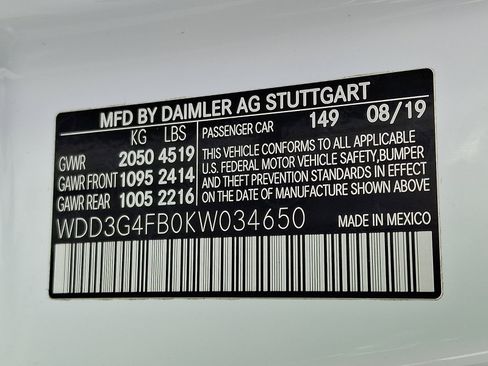 MFD BY DAIMLER AG STUTTGART
KG LBS PASSENGER CAR 149 08/19
GVWR 2050 4519
GAWR FRONT 1095 2414
GAWR REAR 1005 2216
THIS VEHICLE CONFORMS TO ALL APPLICABLE
U.S. FEDERAL MOTOR VEHICLE SAFETY, BUMPER
AND THEFT PREVENTION STANDARDS IN EFFECT
ON THE DATE OF MANUFACTURE SHOWN ABOVE.
WDD3G4FB0KW034650 MADE IN MEXICO